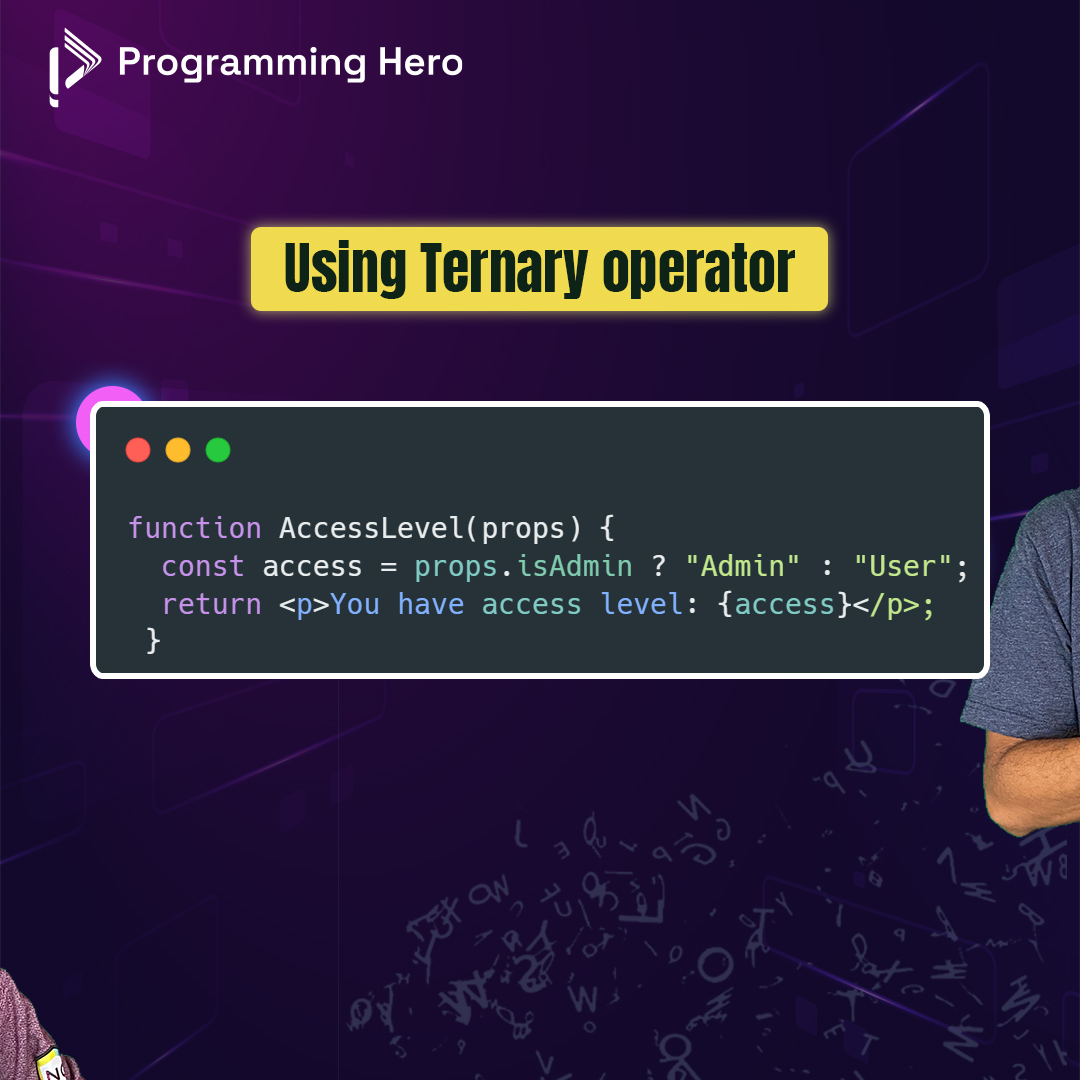 Programming Hero
Using Ternary operator
function AccessLevel(props) {
  const access = props.isAdmin ? "Admin" : "User";
  return <p>You have access level: {access}</p>;
 }